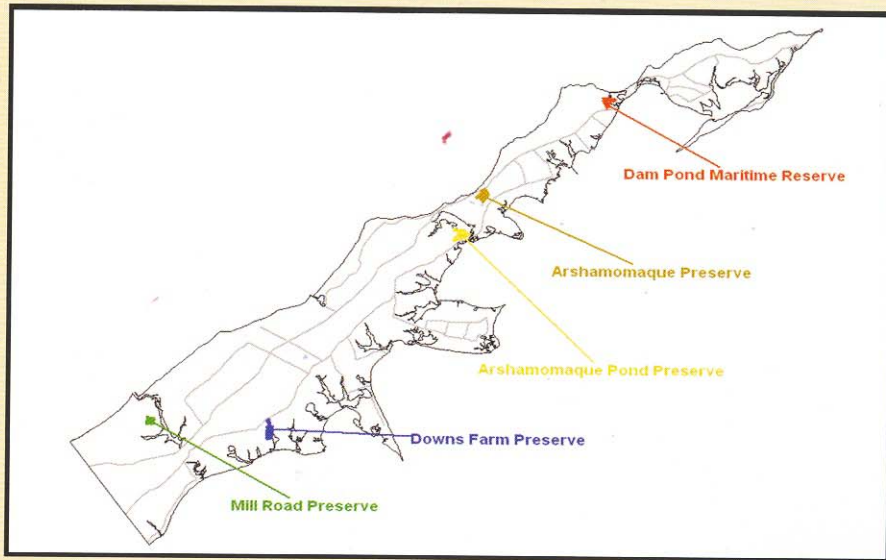 Dam Pond Maritime Reserve
Arshamomaque Preserve
Arshamomaque Pond Preserve
Downs Farm Preserve
Mill Road Preserve